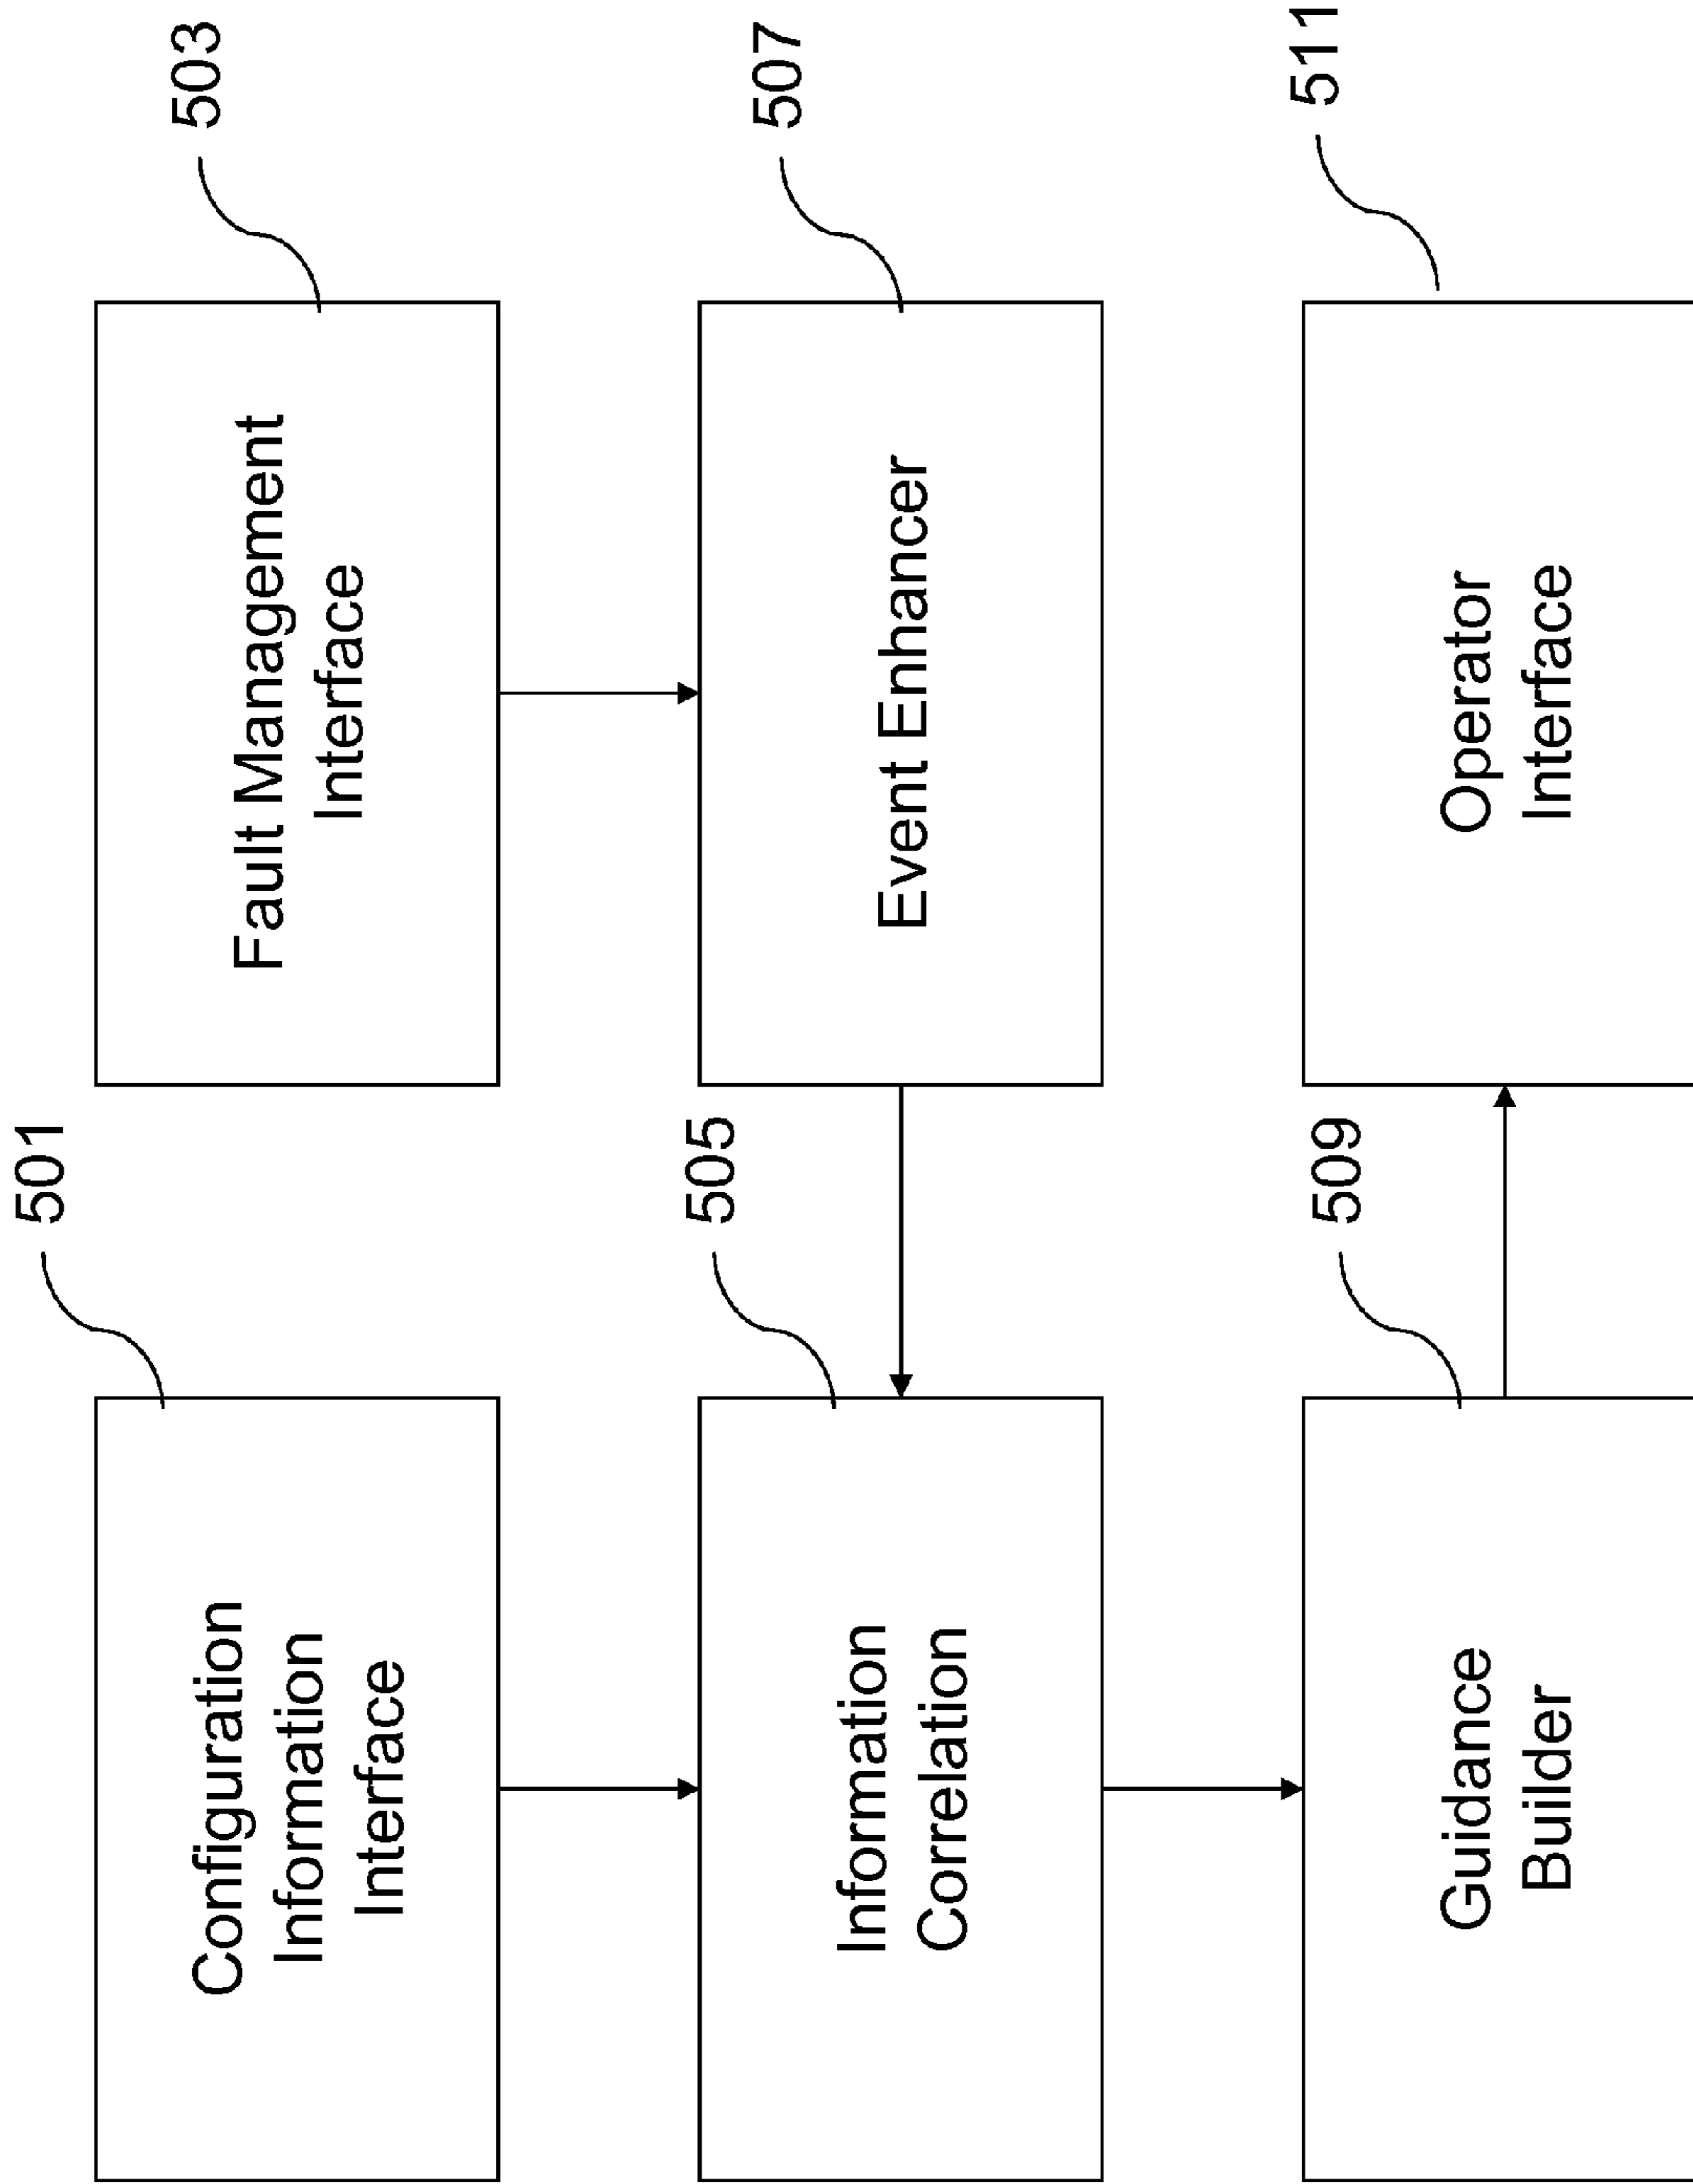 501
Configuration
Information
Interface
503
Fault Management
Interface
505
Information
Correlation
507
Event Enhancer
509
Guidance
Builder
511
Operator
Interface